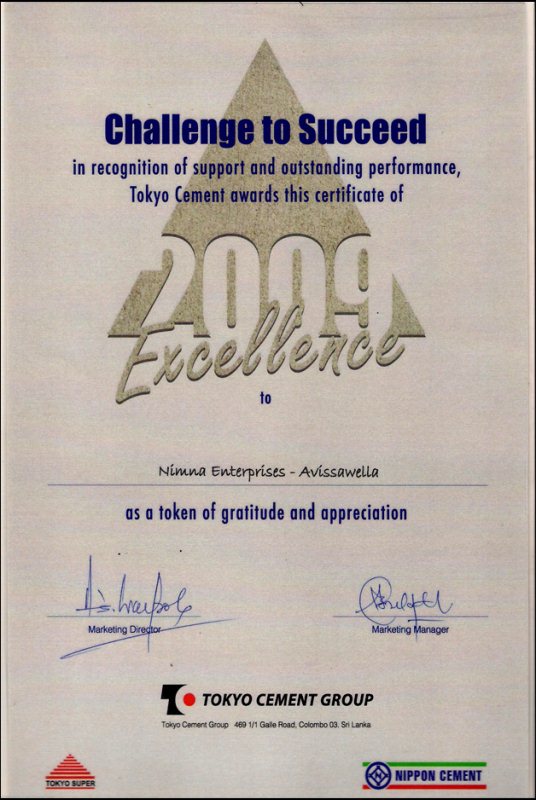 Challenge to Succeed
in recognition of support and outstanding performance,
Tokyo Cement awards this certificate of
2009
Excellence
to
Nimna Enterprises - Avissawella
as a token of gratitude and appreciation
Marketing Director
Marketing Manager
TOKYO CEMENT GROUP
Tokyo Cement Group 469 1/1 Galle Road, Colombo 03. Sri Lanka
TOKYO SUPER
NIPPON CEMENT